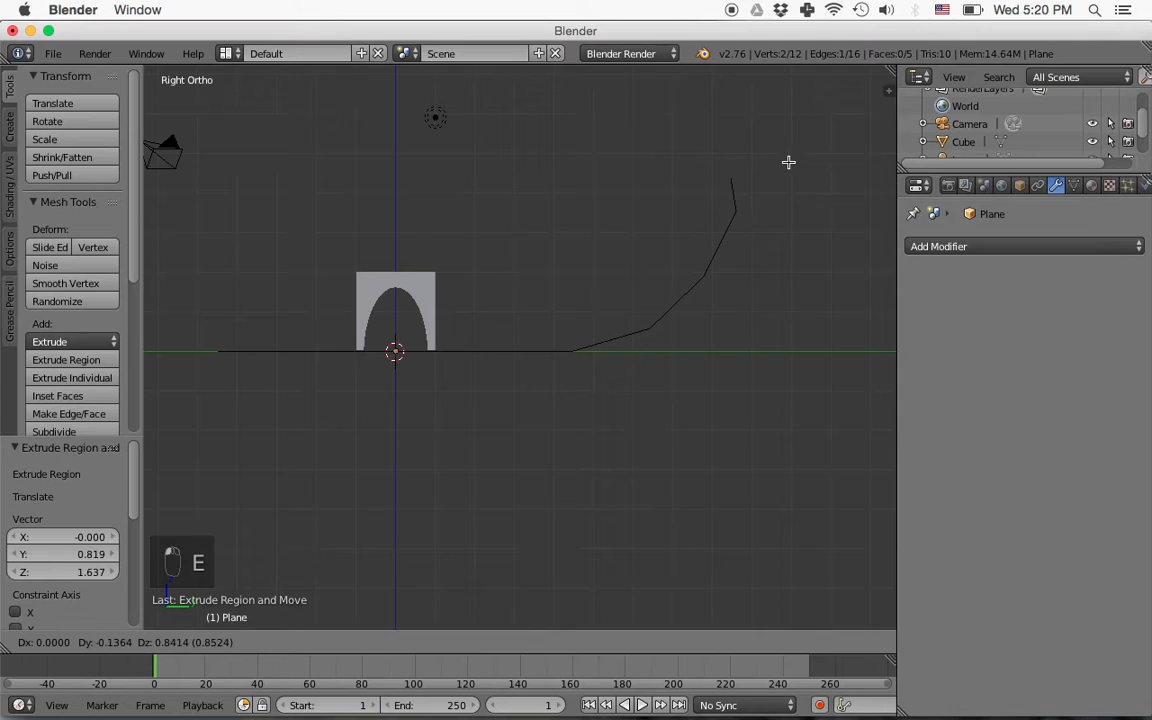 Blender Window Wed 5:20 PM
Blender
File Render Window Help Default Scene Blender Render v2.76 | Verts:2/12 | Edges:1/16 | Faces:0/5 | Tris:10 | Mem:14.64M | Plane
Tools
Create
Shading / UVs
Options
Grease Pencil
Transform
Translate
Rotate
Scale
Shrink/Fatten
Push/Pull
Mesh Tools
Deform:
Slide Ed Vertex
Noise
Smooth Vertex
Randomize
Add:
Extrude
Extrude Region
Extrude Individual
Inset Faces
Make Edge/Face
Subdivide
Extrude Region and
Extrude Region
Translate
Vector
X: -0.000
Y: 0.819
Z: 1.637
Constraint Axis
X
Right Ortho
E
Last: Extrude Region and Move
(1) Plane
View Search All Scenes
RenderLayers
World
Camera
Cube
Plane
Add Modifier
Dx: 0.0000 Dy: -0.1364 Dz: 0.8414 (0.8524)
-40 -20 0 20 40 60 80 100 120 140 160 180 200 220 240 260
View Marker Frame Playback Start: 1 End: 250 1 No Sync